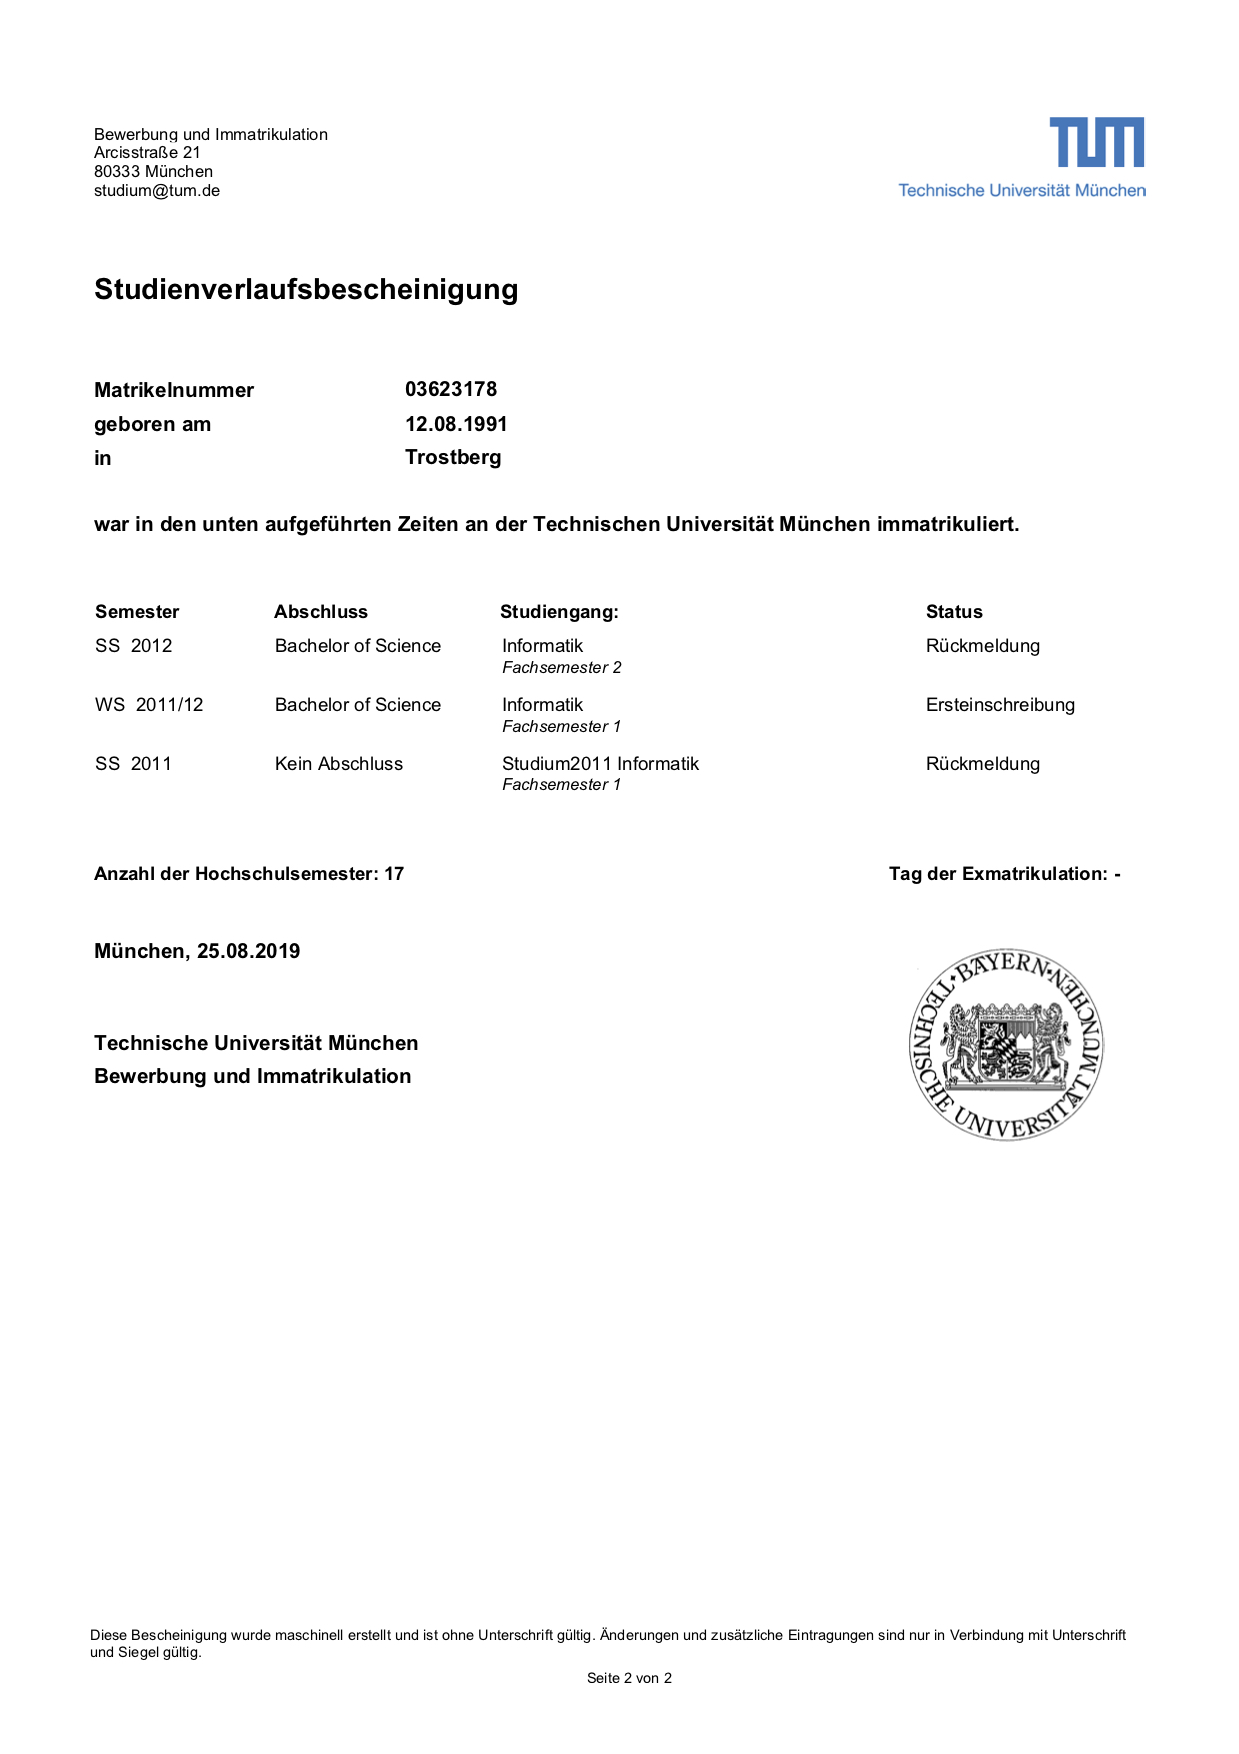 Bewerbung und Immatrikulation
Arcisstraße 21
80333 München
studium@tum.de
TUM
Technische Universität München
Studienverlaufsbescheinigung
Matrikelnummer 03623178
geboren am 12.08.1991
in Trostberg
war in den unten aufgeführten Zeiten an der Technischen Universität München immatrikuliert.
Semester Abschluss Studiengang: Status
SS 2012 Bachelor of Science Informatik Rückmeldung
Fachsemester 2
WS 2011/12 Bachelor of Science Informatik Ersteinschreibung
Fachsemester 1
SS 2011 Kein Abschluss Studium2011 Informatik Rückmeldung
Fachsemester 1
Anzahl der Hochschulsemester: 17 Tag der Exmatrikulation: -
München, 25.08.2019
Technische Universität München
Bewerbung und Immatrikulation
BAYERN
TECHNISCHE UNIVERSITÄT MÜNCHEN
Diese Bescheinigung wurde maschinell erstellt und ist ohne Unterschrift gültig. Änderungen und zusätzliche Eintragungen sind nur in Verbindung mit Unterschrift
und Siegel gültig.
Seite 2 von 2